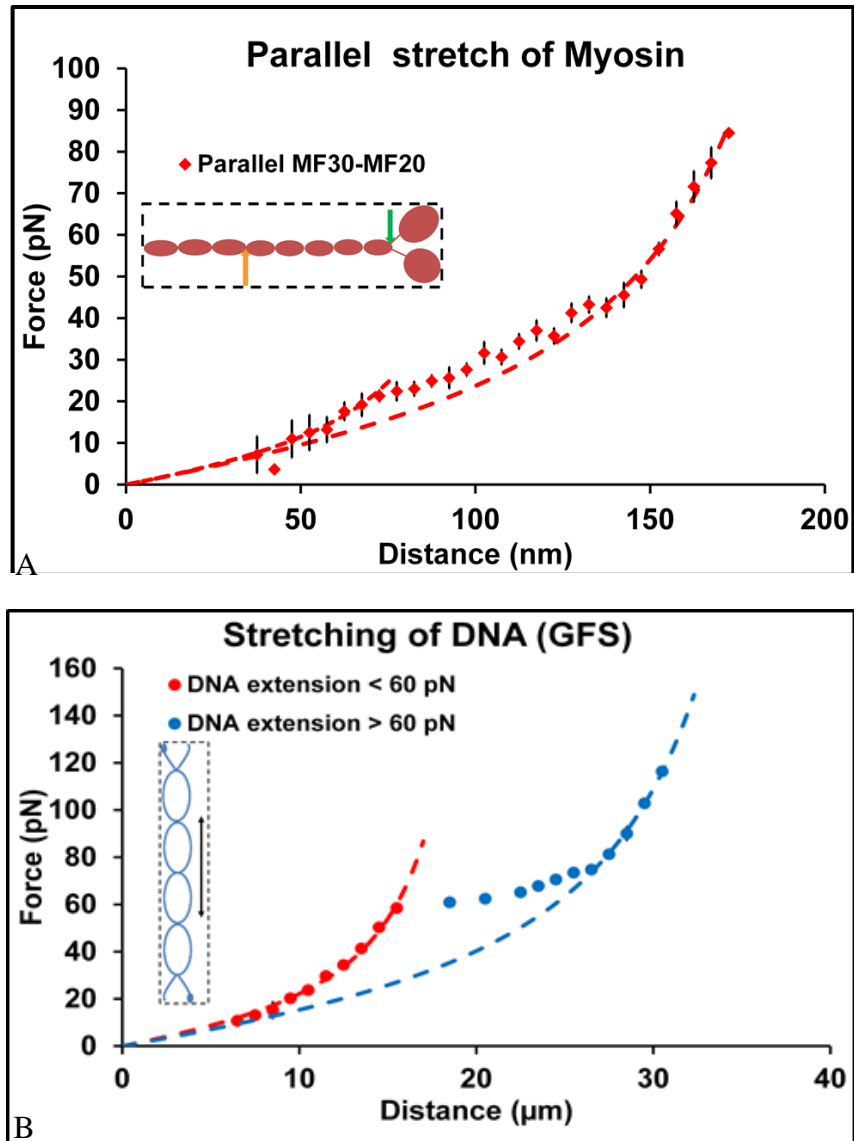 Parallel stretch of Myosin
100
90
80
70
60
50
40
30
20
10
0
Force (pN)
Parallel MF30-MF20
0 50 100 150 200
Distance (nm)
A
Stretching of DNA (GFS)
160
140
120
100
80
60
40
20
0
Force (pN)
DNA extension < 60 pN
DNA extension > 60 pN
0 10 20 30 40
Distance (µm)
B